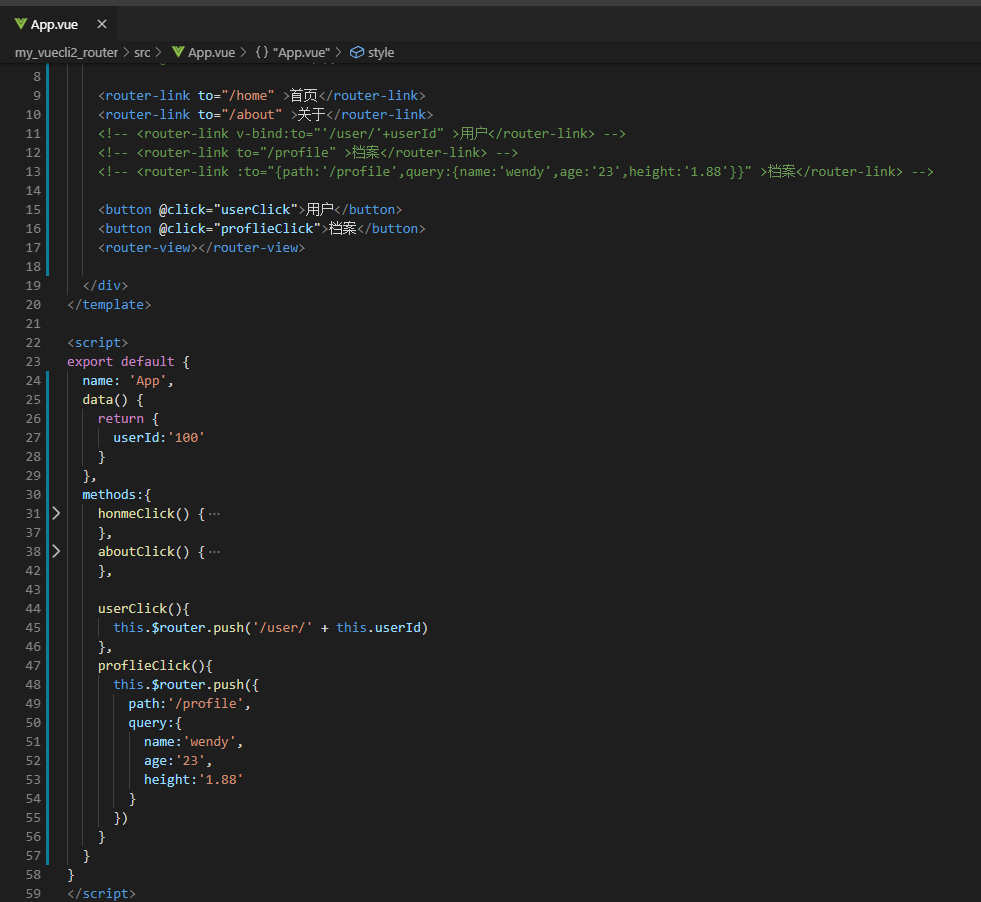 App.vue
my_vuecli2_router > src > App.vue > {} "App.vue" > style
8
9 <router-link to="/home" >首页</router-link>
10 <router-link to="/about" >关于</router-link>
11 <!-- <router-link v-bind:to="'/user/'+userId" >用户</router-link> -->
12 <!-- <router-link to="/profile" >档案</router-link> -->
13 <!-- <router-link :to="{path:'/profile',query:{name:'wendy',age:'23',height:'1.88'}}" >档案</router-link> -->
14
15 <button @click="userClick">用户</button>
16 <button @click="proflieClick">档案</button>
17 <router-view></router-view>
18
19 </div>
20 </template>
21
22 <script>
23 export default {
24 name: 'App',
25 data() {
26 return {
27 userId:'100'
28 }
29 },
30 methods:{
31 honmeClick() {…
37 },
38 aboutClick() {…
42 },
43
44 userClick(){
45 this.$router.push('/user/' + this.userId)
46 },
47 proflieClick(){
48 this.$router.push({
49 path:'/profile',
50 query:{
51 name:'wendy',
52 age:'23',
53 height:'1.88'
54 }
55 })
56 }
57 }
58 }
59 </script>